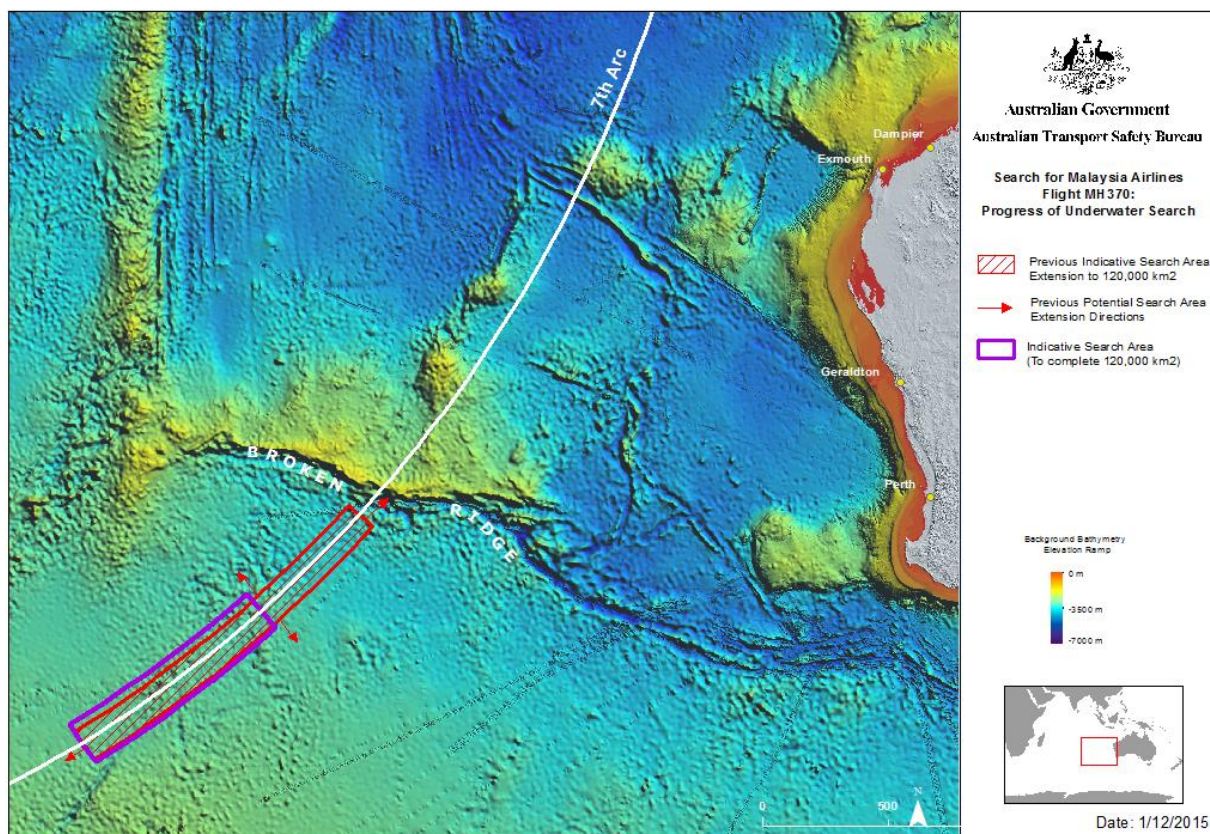 7th Arc
Dampier
Exmouth
Geraldton
Perth
BROKEN
RIDGE
0
500
N
Australian Government
Australian Transport Safety Bureau
Search for Malaysia Airlines
Flight MH370:
Progress of Underwater Search
Previous Indicative Search Area
Extension to 120,000 km2
Previous Potential Search Area
Extension Directions
Indicative Search Area
(To complete 120,000 km2)
Background Bathymetry
Elevation Ramp
0 m
-3500 m
-7000 m
Date: 1/12/2015